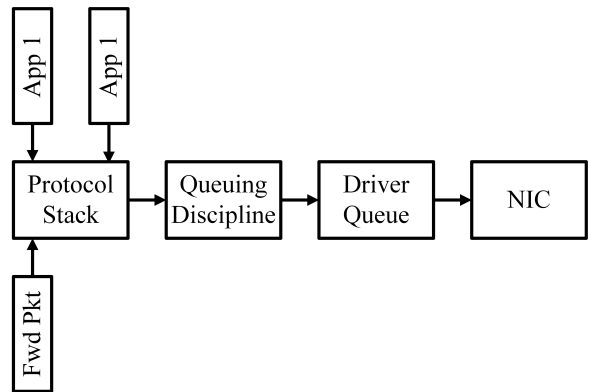 App 1
App 1
Protocol
Stack
Queuing
Discipline
Driver
Queue
NIC
Fwd Pkt